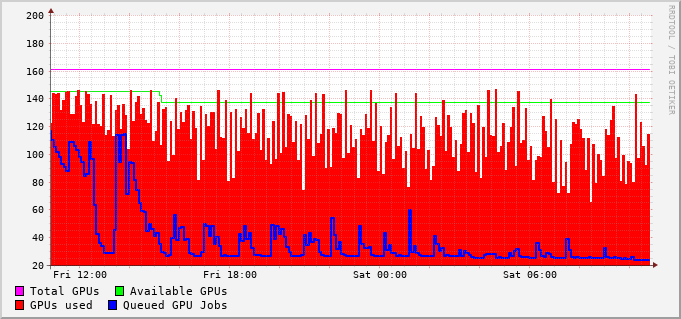 RRDTOOL / TOBI OETIKER
200
180
160
140
120
100
80
60
40
20
Fri 12:00 Fri 18:00 Sat 00:00 Sat 06:00
Total GPUs Available GPUs
GPUs used Queued GPU Jobs